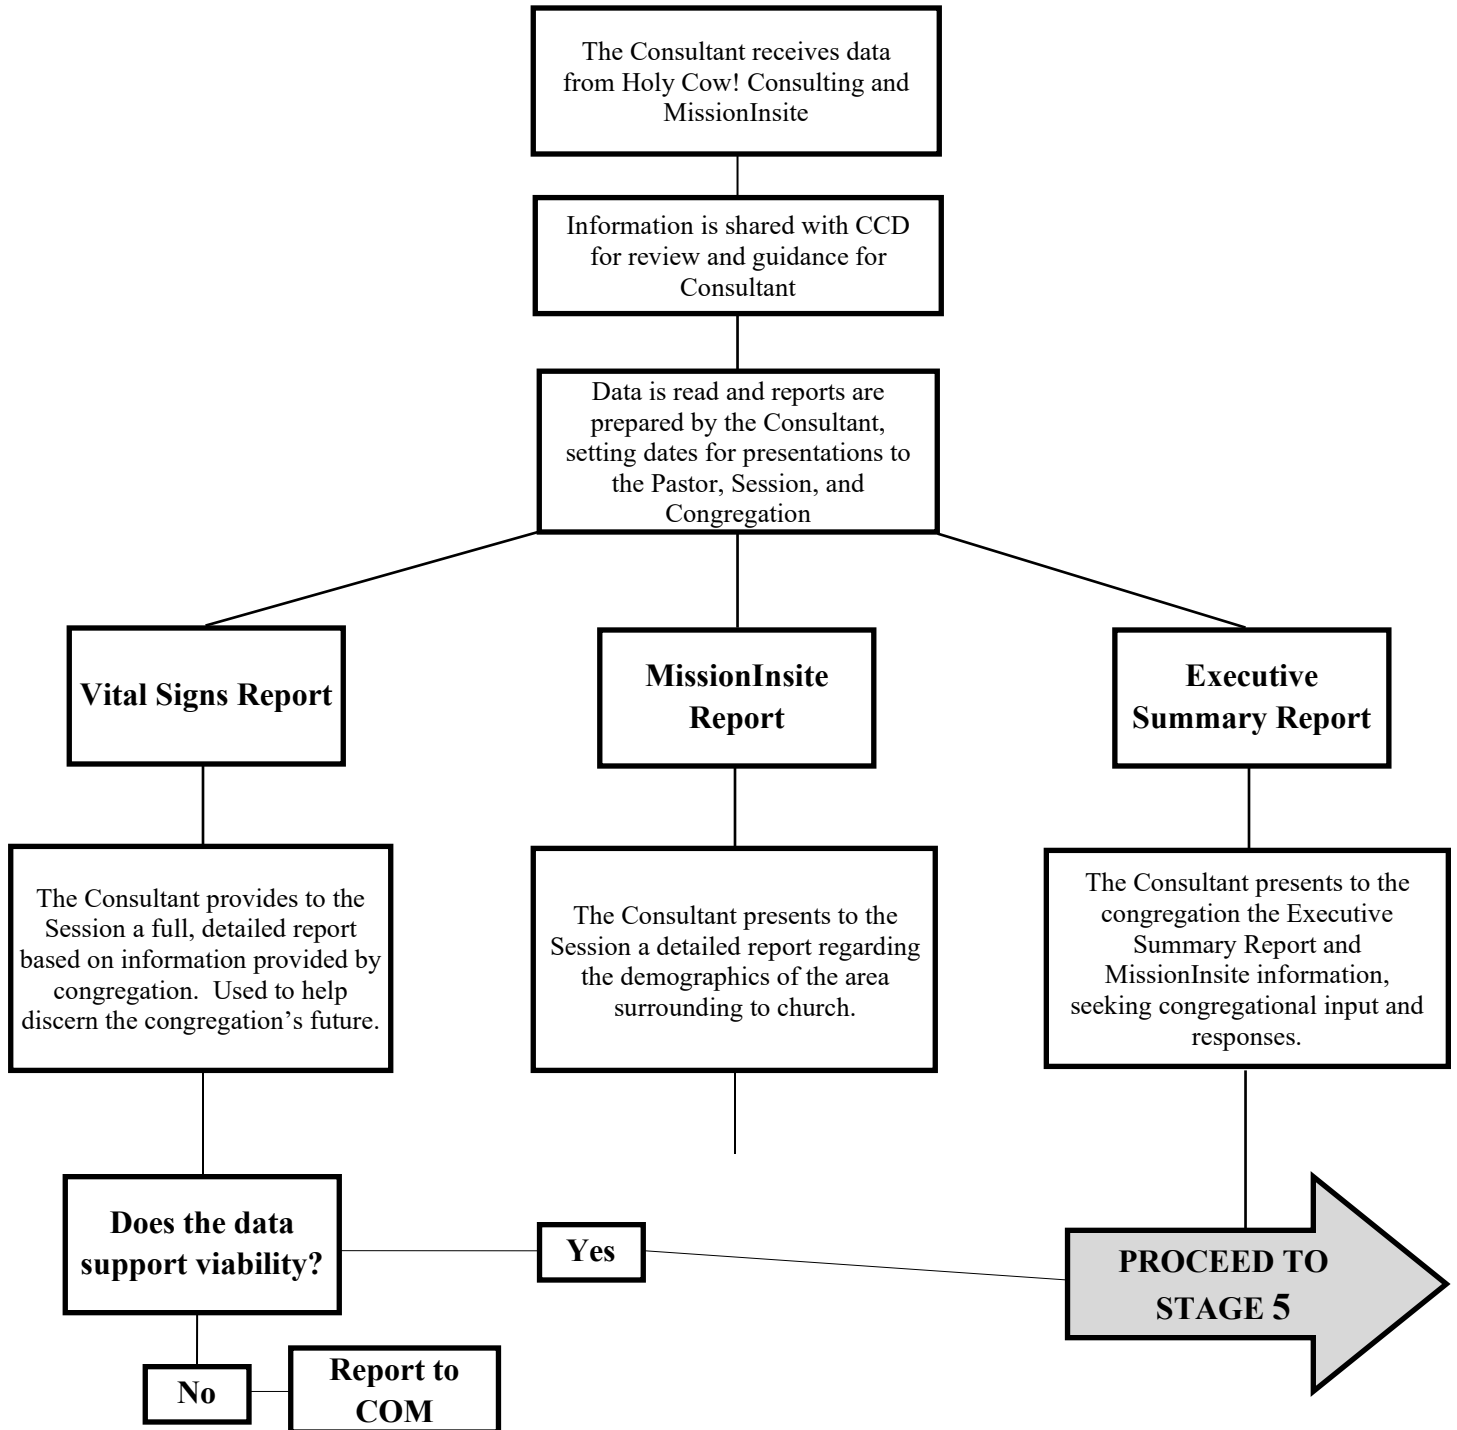 The Consultant receives data
from Holy Cow! Consulting and
MissionInsite
Information is shared with CCD
for review and guidance for
Consultant
Data is read and reports are
prepared by the Consultant,
setting dates for presentations to
the Pastor, Session, and
Congregation
Vital Signs Report
MissionInsite
Report
Executive
Summary Report
The Consultant provides to the
Session a full, detailed report
based on information provided by
congregation.  Used to help
discern the congregation’s future.
The Consultant presents to the
Session a detailed report regarding
the demographics of the area
surrounding to church.
The Consultant presents to the
congregation the Executive
Summary Report and
MissionInsite information,
seeking congregational input and
responses.
Does the data
support viability?
Yes
PROCEED TO
STAGE 5
No
Report to
COM